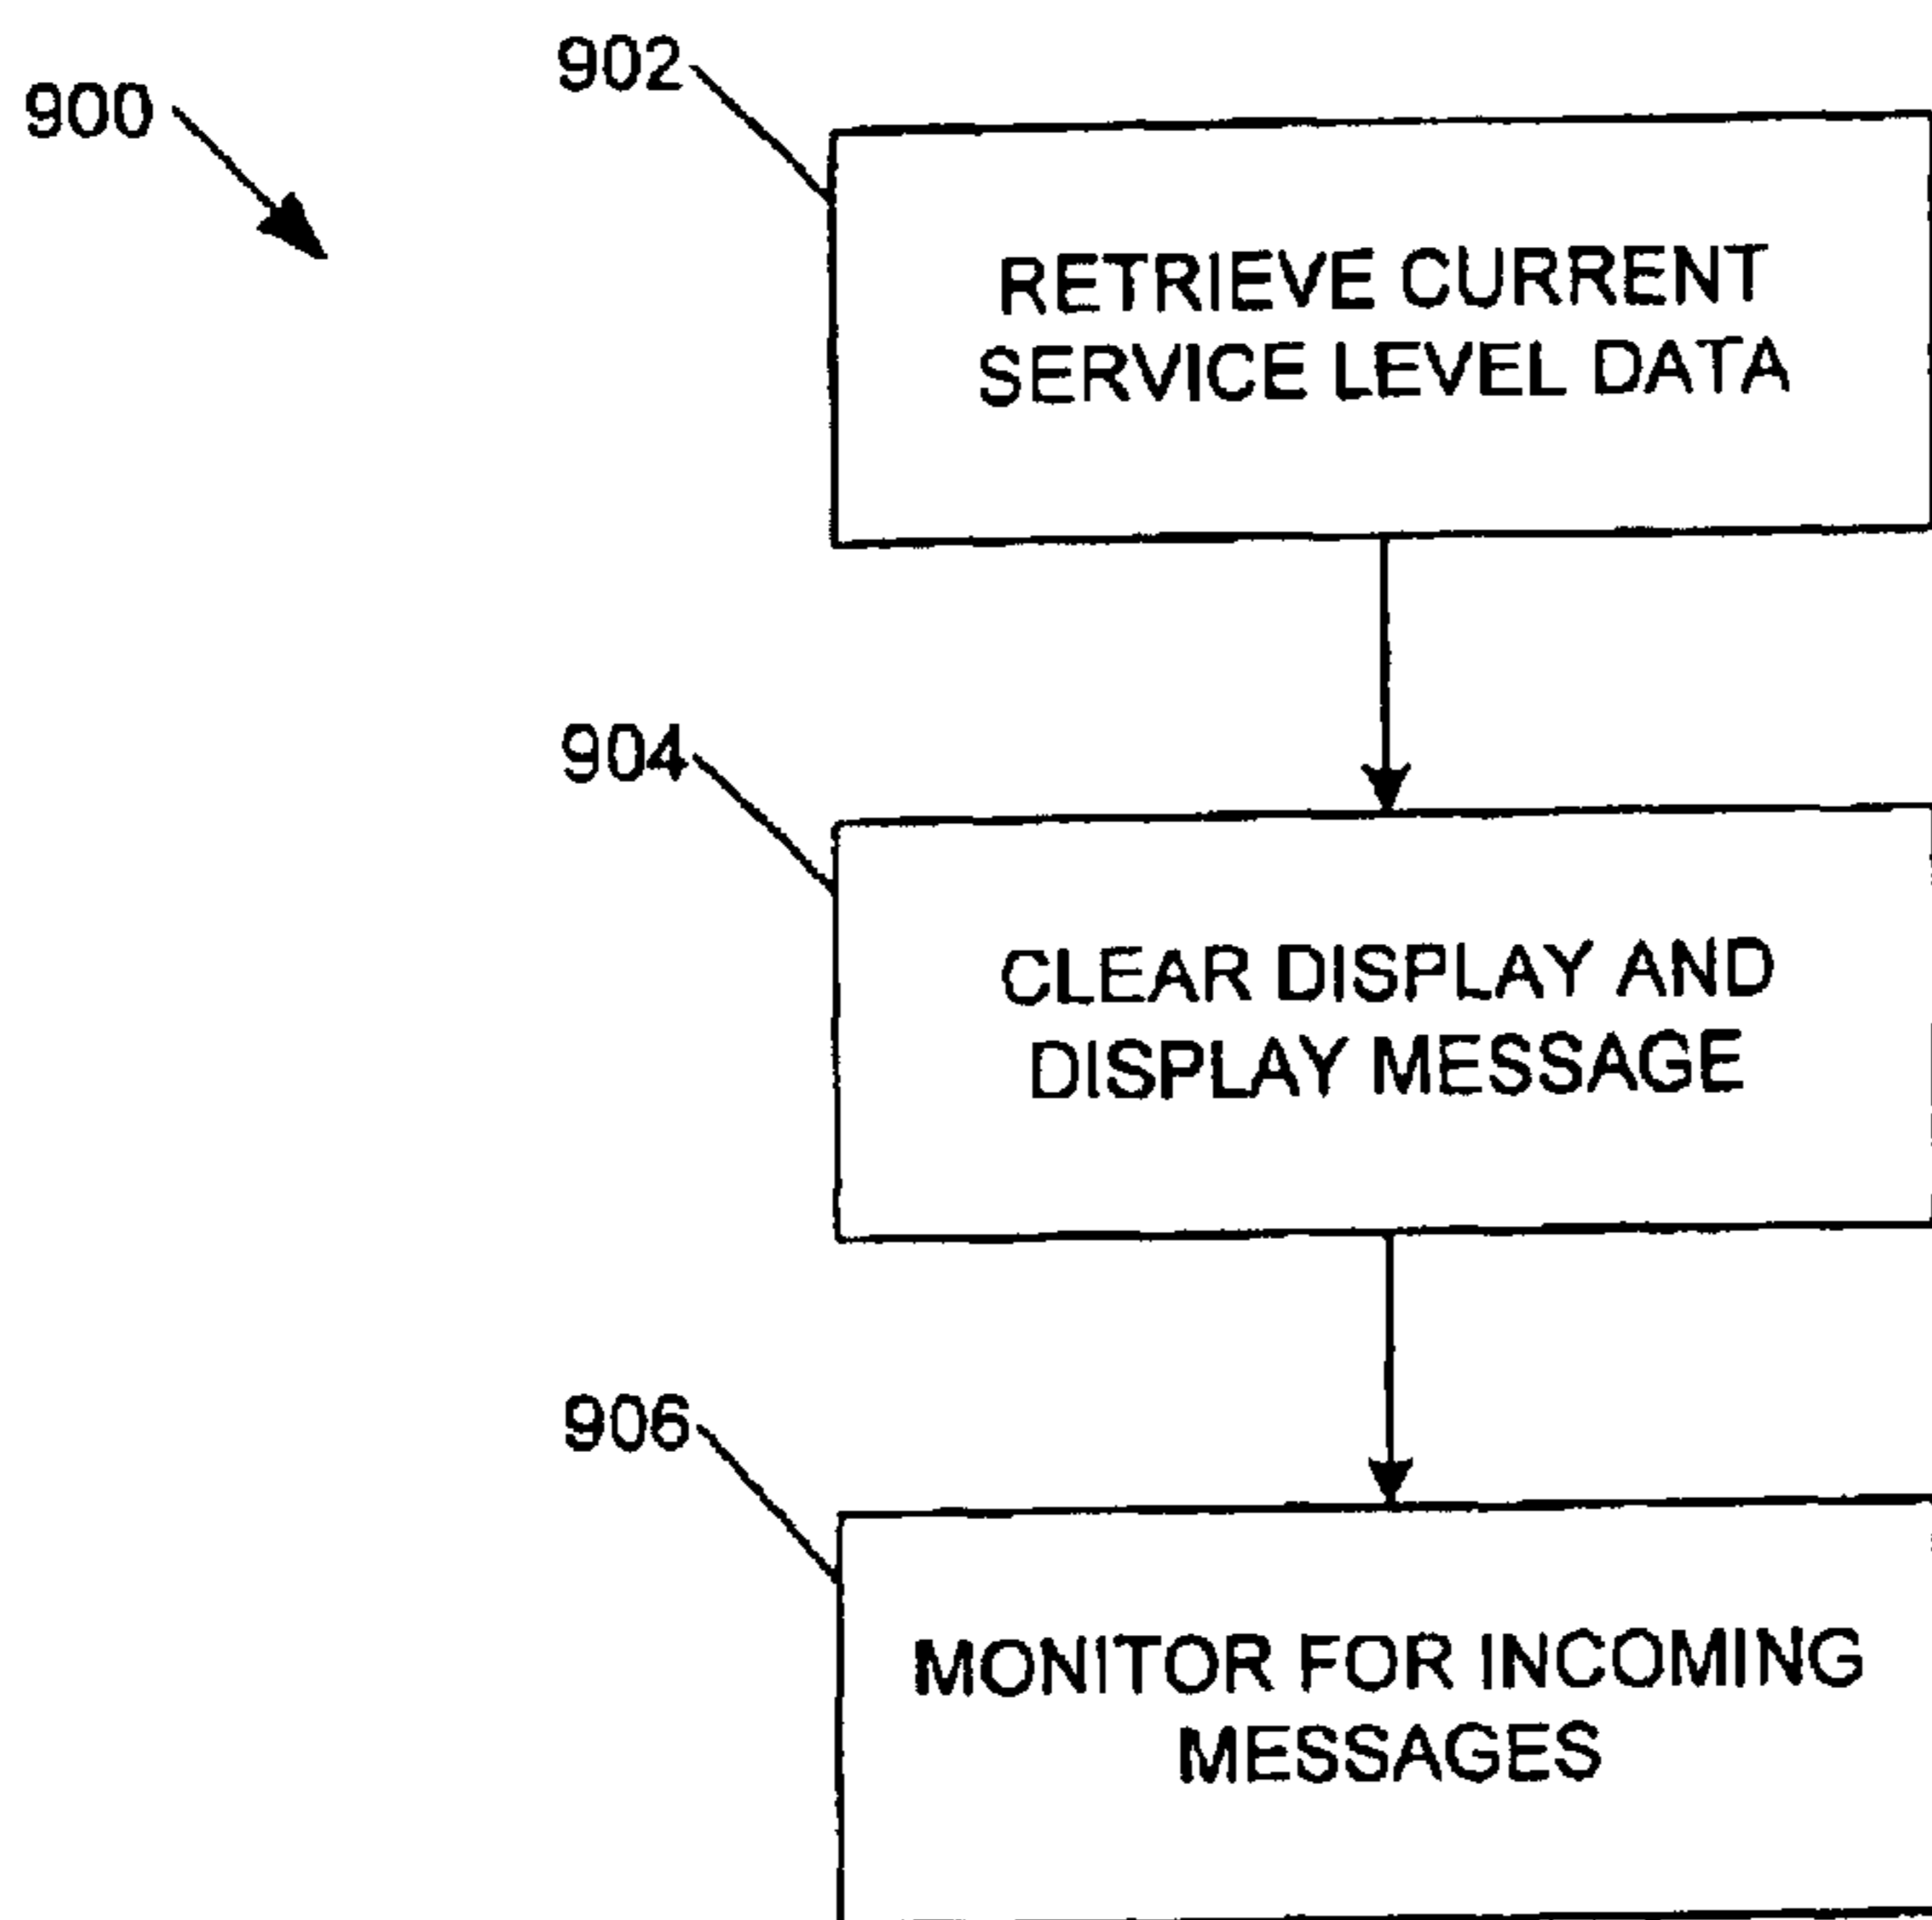 900
902
RETRIEVE CURRENT
SERVICE LEVEL DATA
904
CLEAR DISPLAY AND
DISPLAY MESSAGE
906
MONITOR FOR INCOMING
MESSAGES